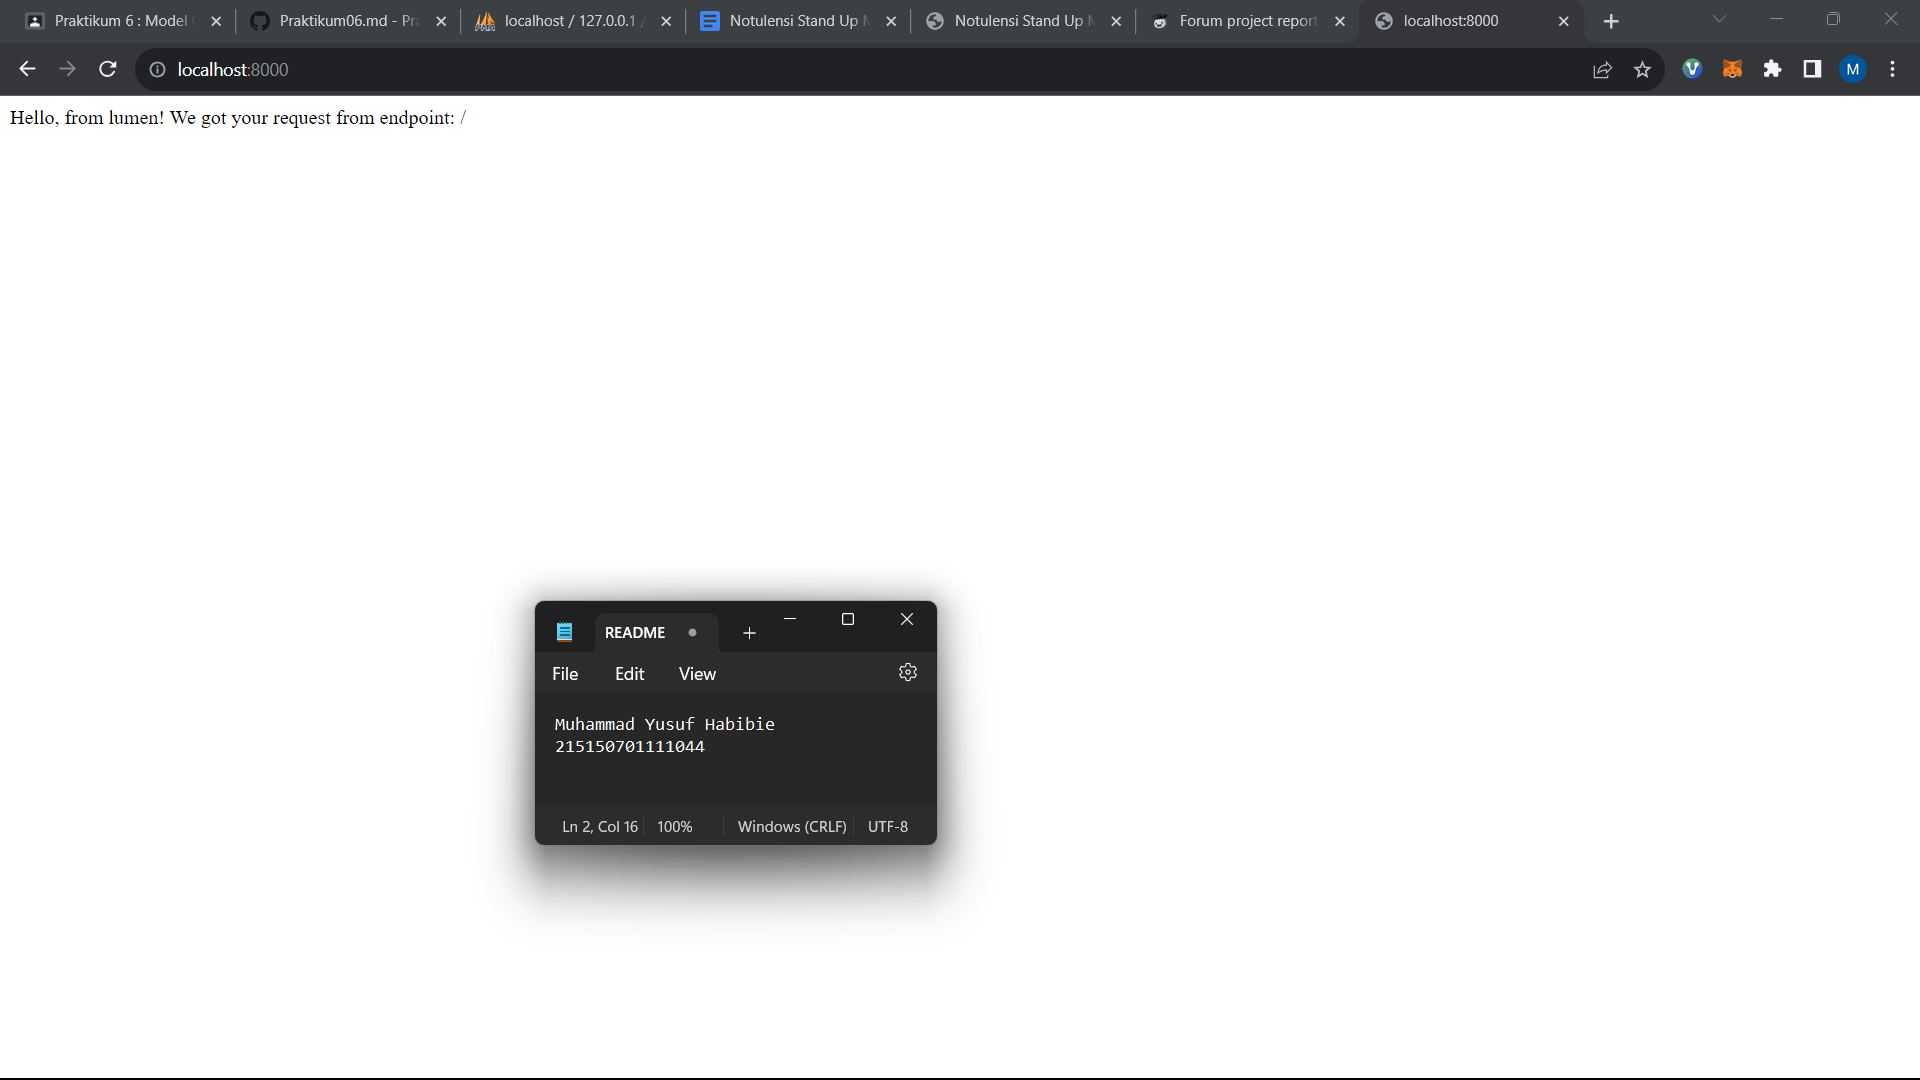 Praktikum 6 : Model
Praktikum06.md - Pra
localhost / 127.0.0.1 /
Notulensi Stand Up M
Notulensi Stand Up M
Forum project report
localhost:8000
localhost:8000
M
Hello, from lumen! We got your request from endpoint: /
README
File Edit View
Muhammad Yusuf Habibie
215150701111044
Ln 2, Col 16 100% Windows (CRLF) UTF-8